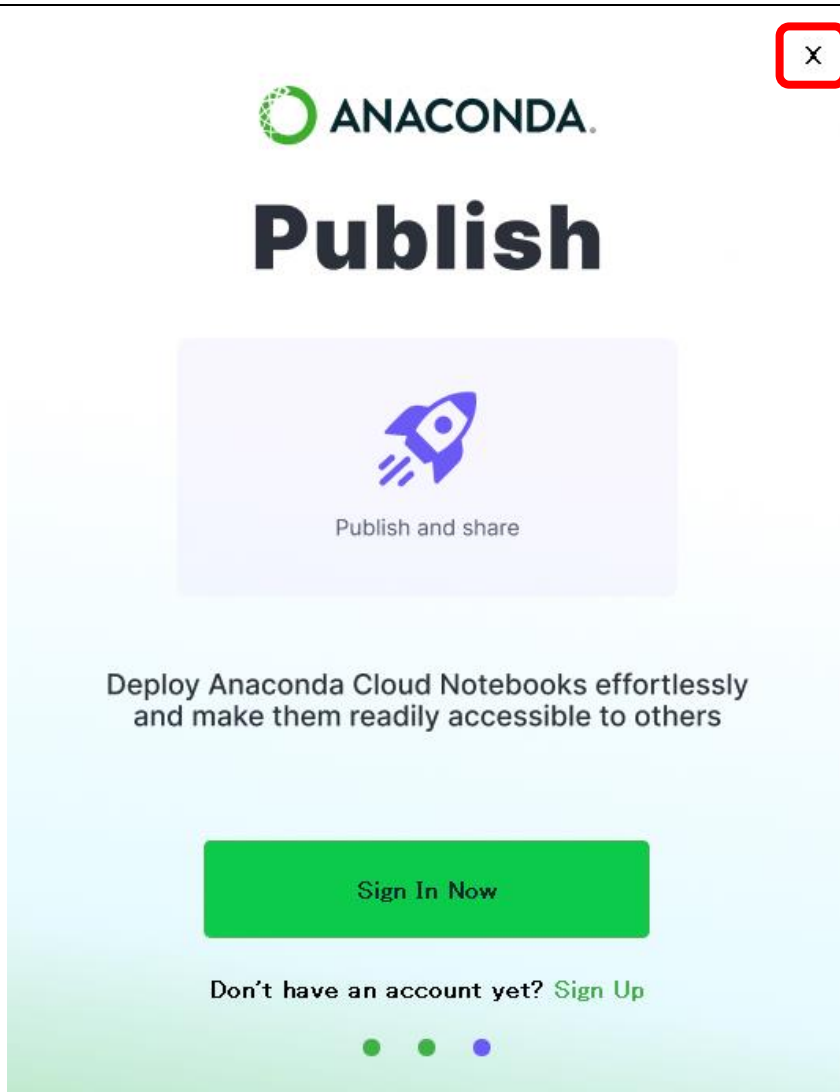 X
ANACONDA.
Publish
Publish and share
Deploy Anaconda Cloud Notebooks effortlessly
and make them readily accessible to others
Sign In Now
Don't have an account yet? Sign Up